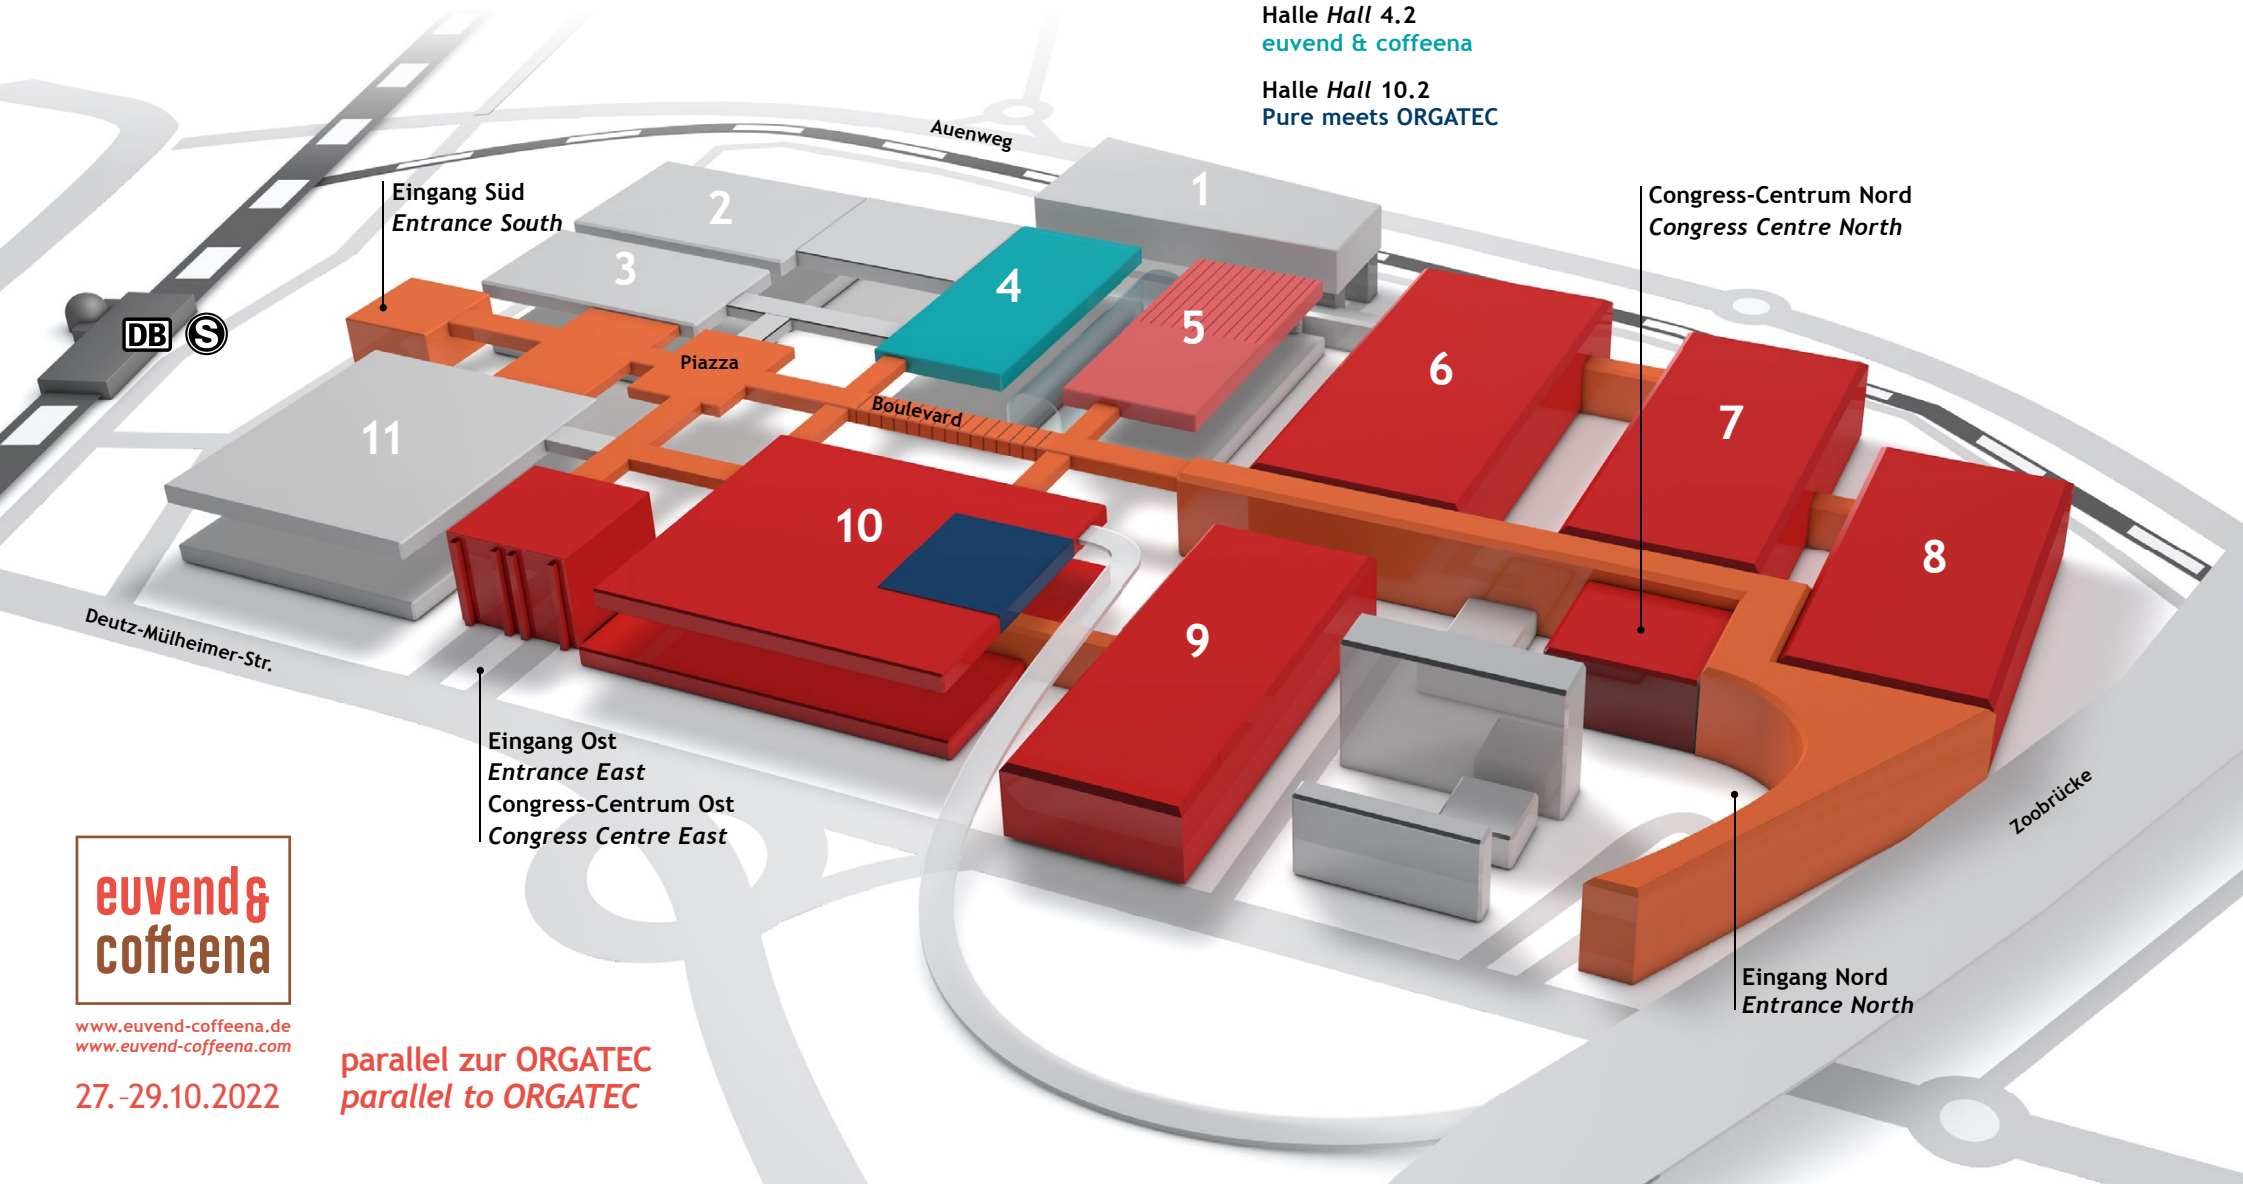 Halle Hall 4.2
euvend & coffeena
Halle Hall 10.2
Pure meets ORGATEC
Auenweg
1
2
3
Eingang Süd
Entrance South
Congress-Centrum Nord
Congress Centre North
4
5
DB S
Piazza
6
Boulevard
7
11
10
8
9
Deutz-Mülheimer-Str.
Eingang Ost
Entrance East
Congress-Centrum Ost
Congress Centre East
Zoobrücke
Eingang Nord
Entrance North
euvend&
coffeena
www.euvend-coffeena.de
www.euvend-coffeena.com
27.-29.10.2022
parallel zur ORGATEC
parallel to ORGATEC